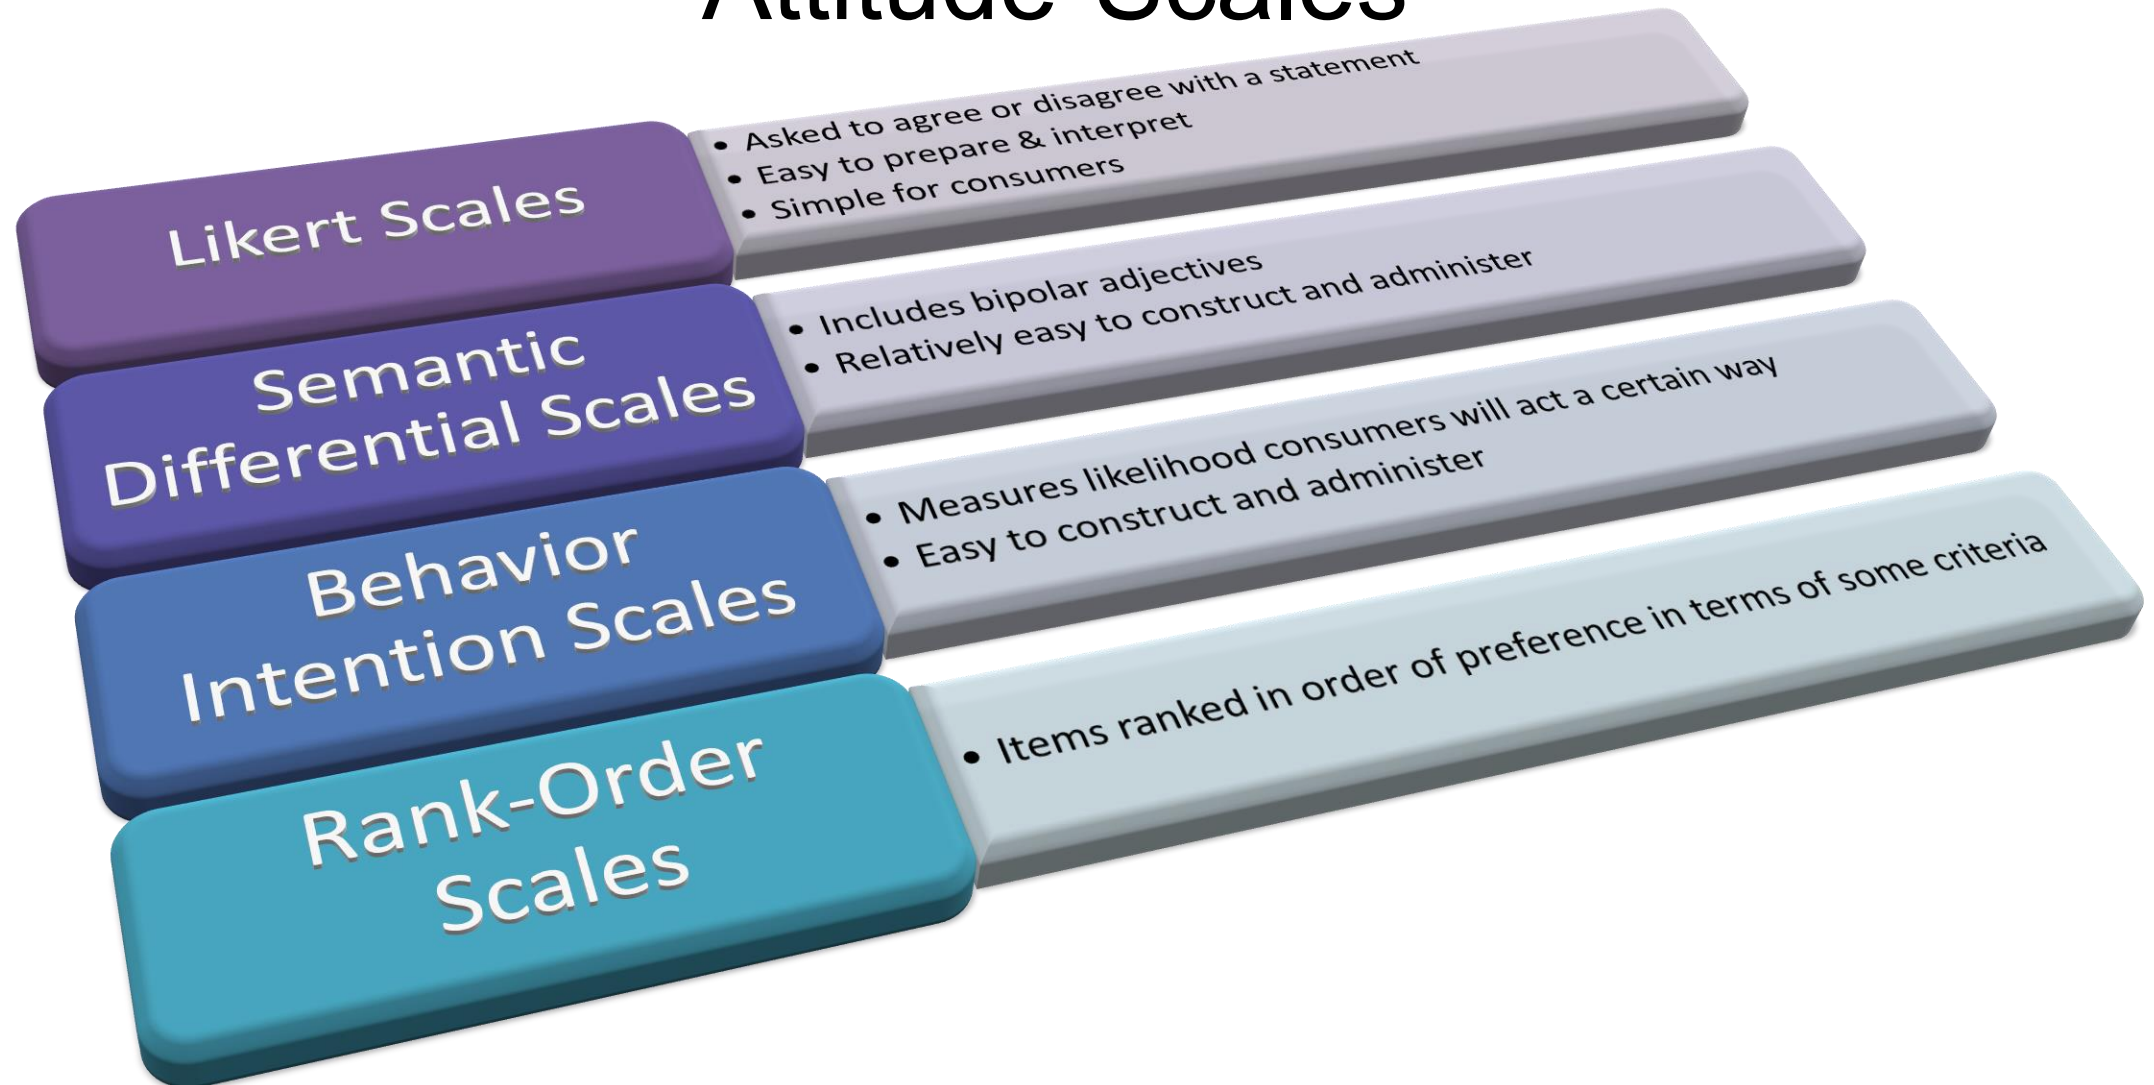 Attitude Scales
Likert Scales
• Asked to agree or disagree with a statement
• Easy to prepare & interpret
• Simple for consumers
Semantic
Differential Scales
• Includes bipolar adjectives
• Relatively easy to construct and administer
Behavior
Intention Scales
• Measures likelihood consumers will act a certain way
• Easy to construct and administer
Rank-Order
Scales
• Items ranked in order of preference in terms of some criteria